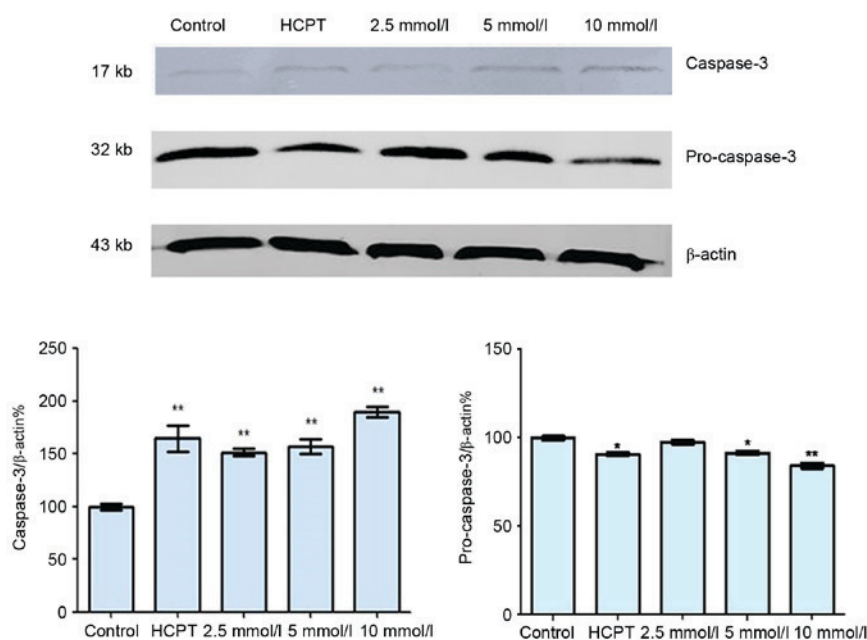 Control HCPT 2.5 mmol/l 5 mmol/l 10 mmol/l
17 kb Caspase-3
32 kb Pro-caspase-3
43 kb β-actin
Caspase-3/β-actin%
250
200
150
100
50
0
** ** ** **
Control HCPT 2.5 mmol/l 5 mmol/l 10 mmol/l
Pro-caspase-3/β-actin%
150
100
50
0
* * **
Control HCPT 2.5 mmol/l 5 mmol/l 10 mmol/l